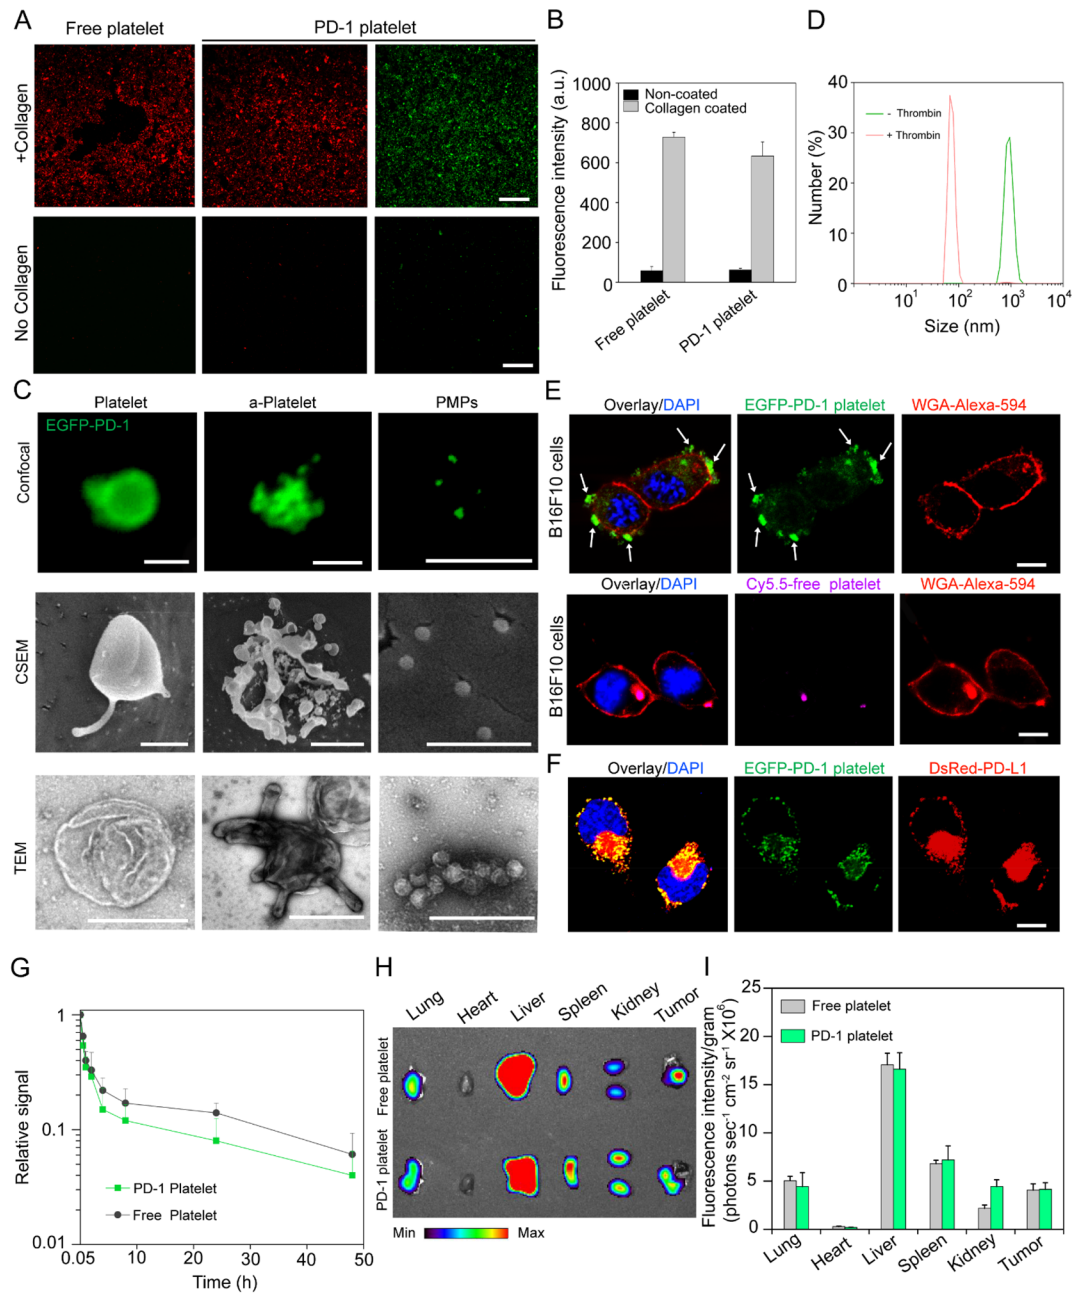 A
Free platelet
PD-1 platelet
+Collagen
No Collagen
B
Fluorescence intensity (a.u.)
1000
800
600
400
200
0
Non-coated
Collagen coated
Free platelet
PD-1 platelet
D
Number (%)
40
30
20
10
0
- Thrombin
+ Thrombin
10¹
10²
10³
10⁴
Size (nm)
C
Platelet
a-Platelet
PMPs
EGFP-PD-1
Confocal
CSEM
TEM
E
Overlay/DAPI
EGFP-PD-1 platelet
WGA-Alexa-594
B16F10 cells
Overlay/DAPI
Cy5.5-free platelet
WGA-Alexa-594
B16F10 cells
F
Overlay/DAPI
EGFP-PD-1 platelet
DsRed-PD-L1
G
Relative signal
1
0.1
0.01
PD-1 Platelet
Free Platelet
0.05
10
20
30
40
50
Time (h)
H
Lung
Heart
Liver
Spleen
Kidney
Tumor
Free platelet
PD-1 platelet
Min
Max
I
Fluorescence intensity/gram
(photons sec⁻¹ cm⁻² sr⁻¹ X10⁶)
25
20
15
10
5
0
Free platelet
PD-1 platelet
Lung
Heart
Liver
Spleen
Kidney
Tumor